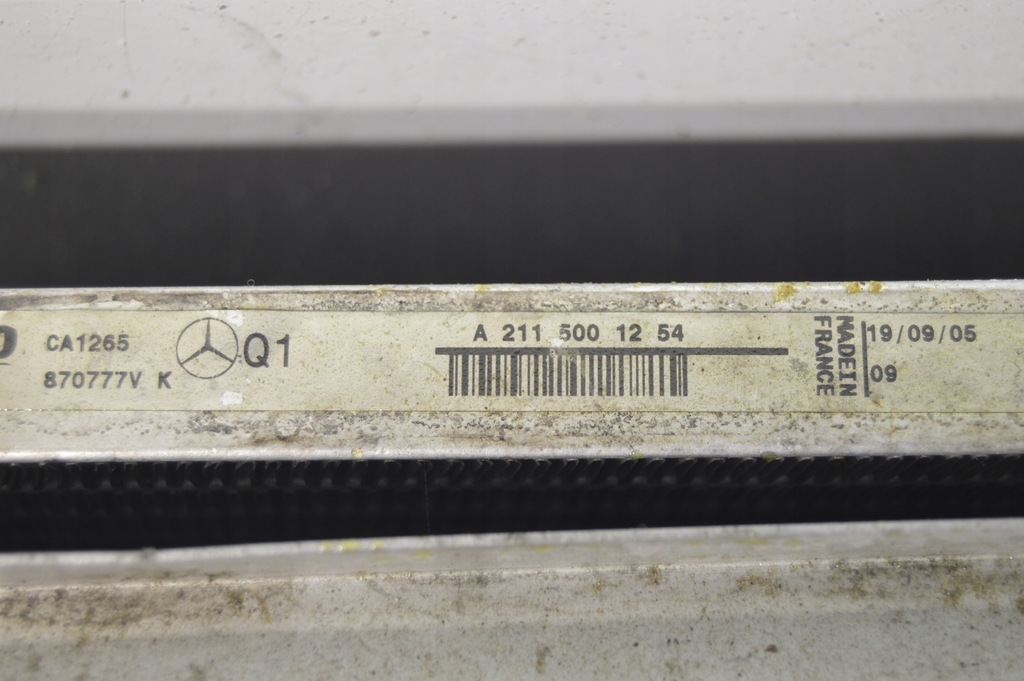 CA1265
870777V K
Q1
A 211 500 12 54
MADE IN
FRANCE
19/09/05
09